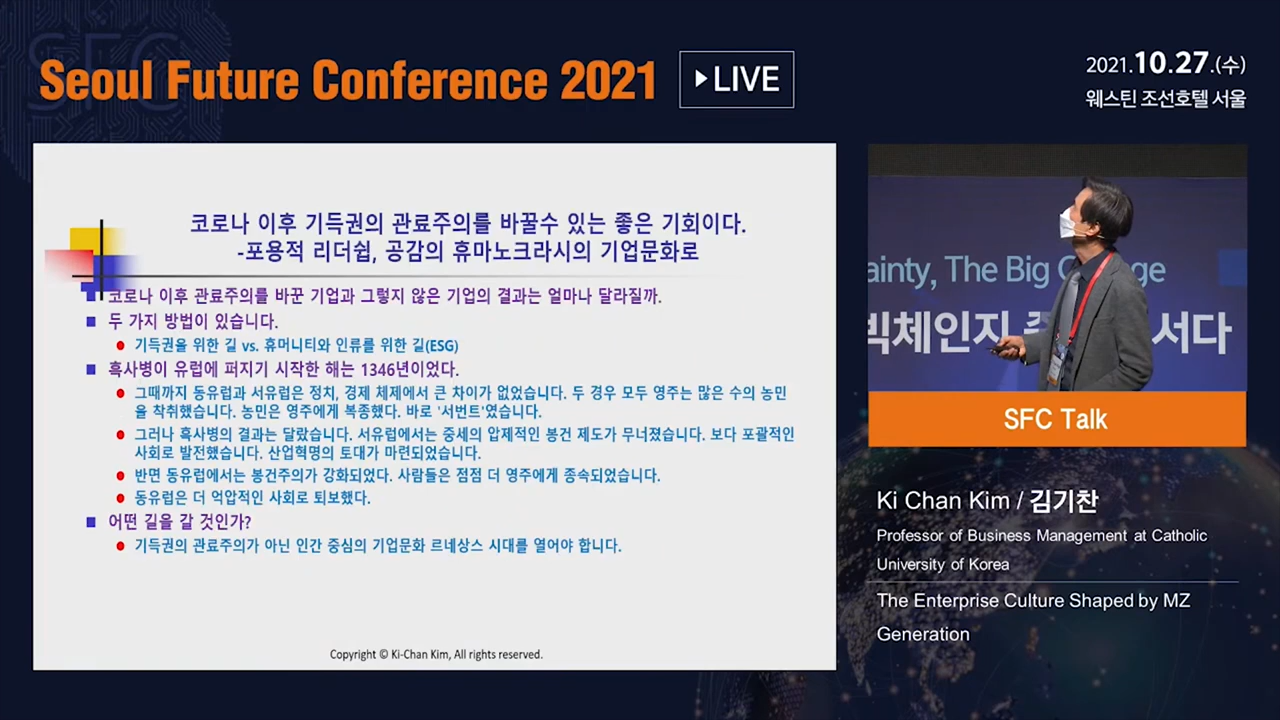 Seoul Future Conference 2021
LIVE
2021.10.27.(수)
웨스틴 조선호텔 서울
코로나 이후 기득권의 관료주의를 바꿀수 있는 좋은 기회이다.
-포용적 리더쉽, 공감의 휴마노크라시의 기업문화로
코로나 이후 관료주의를 바꾼 기업과 그렇지 않은 기업의 결과는 얼마나 달라질까.
두 가지 방법이 있습니다.
기득권을 위한 길 vs. 휴머니티와 인류를 위한 길(ESG)
흑사병이 유럽에 퍼지기 시작한 해는 1346년이었다.
그때까지 동유럽과 서유럽은 정치, 경제 체제에서 큰 차이가 없었습니다. 두 경우 모두 영주는 많은 수의 농민
을 착취했습니다. 농민은 영주에게 복종했다. 바로 '서번트'였습니다.
그러나 흑사병의 결과는 달랐습니다. 서유럽에서는 중세의 압제적인 봉건 제도가 무너졌습니다. 보다 포괄적인
사회로 발전했습니다. 산업혁명의 토대가 마련되었습니다.
반면 동유럽에서는 봉건주의가 강화되었다. 사람들은 점점 더 영주에게 종속되었습니다.
동유럽은 더 억압적인 사회로 퇴보했다.
어떤 길을 갈 것인가?
기득권의 관료주의가 아닌 인간 중심의 기업문화 르네상스 시대를 열어야 합니다.
Copyright © Ki-Chan Kim, All rights reserved.
ainty, The Big C ge
빅체인지 서다
SFC Talk
Ki Chan Kim / 김기찬
Professor of Business Management at Catholic
University of Korea
The Enterprise Culture Shaped by MZ
Generation